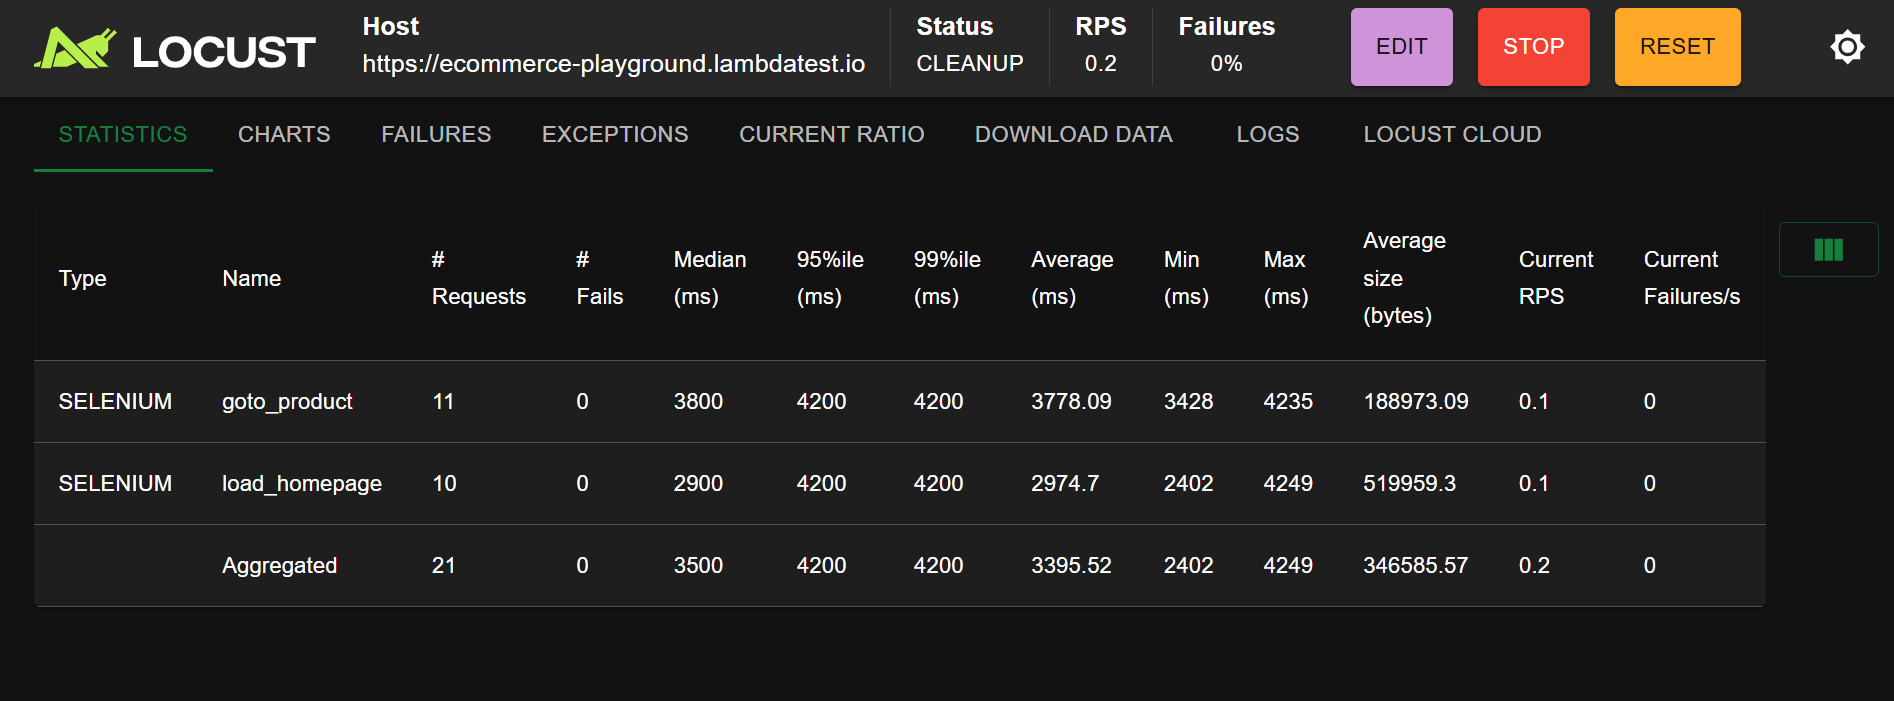 LOCUST
Host
https://ecommerce-playground.lambdatest.io
Status
CLEANUP
RPS
0.2
Failures
0%
EDIT
STOP
RESET
STATISTICS CHARTS FAILURES EXCEPTIONS CURRENT RATIO DOWNLOAD DATA LOGS LOCUST CLOUD
Type
Name
#
Requests
#
Fails
Median
(ms)
95%ile
(ms)
99%ile
(ms)
Average
(ms)
Min
(ms)
Max
(ms)
Average
size
(bytes)
Current
RPS
Current
Failures/s
SELENIUM goto_product 11 0 3800 4200 4200 3778.09 3428 4235 188973.09 0.1 0
SELENIUM load_homepage 10 0 2900 4200 4200 2974.7 2402 4249 519959.3 0.1 0
Aggregated 21 0 3500 4200 4200 3395.52 2402 4249 346585.57 0.2 0